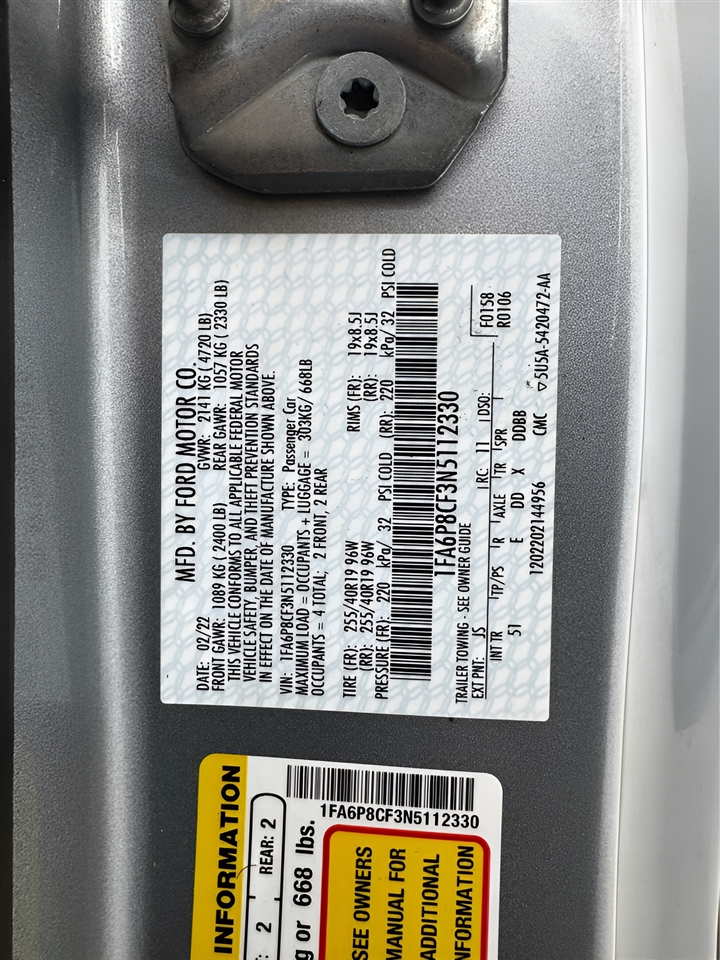 MFD. BY FORD MOTOR CO.
DATE: 02/22 GVWR: 2141 KG ( 4720 LB)
FRONT GAWR: 1089 KG ( 2400 LB) REAR GAWR: 1057 KG ( 2330 LB)
THIS VEHICLE CONFORMS TO ALL APPLICABLE FEDERAL MOTOR
VEHICLE SAFETY, BUMPER, AND THEFT PREVENTION STANDARDS
IN EFFECT ON THE DATE OF MANUFACTURE SHOWN ABOVE.
VIN: 1FA6P8CF3N5112330 TYPE: Passenger Car
MAXIMUM LOAD = OCCUPANTS + LUGGAGE = 303KG/ 668LB
OCCUPANTS = 4 TOTAL; 2 FRONT, 2 REAR
TIRE (FR): 255/40R19 96W RIMS (FR): 19x8.5J
(RR): 255/40R19 96W (RR): 19x8.5J
PRESSURE (FR): 220 kPa/ 32 PSI COLD (RR): 220 kPa/ 32 PSI COLD
1FA6P8CF3N5112330
TRAILER TOWING - SEE OWNER GUIDE
EXT PNT: JS RC: 11 DSO: F0158
R0106
INT TR TP/PS R AXLE TR SPR
51 E DD X DDBB
1202202144956 CMC 5U5A-5420472-AA
1FA6P8CF3N5112330
INFORMATION
2 REAR: 2
g or 668 lbs.
SEE OWNERS
MANUAL FOR
ADDITIONAL